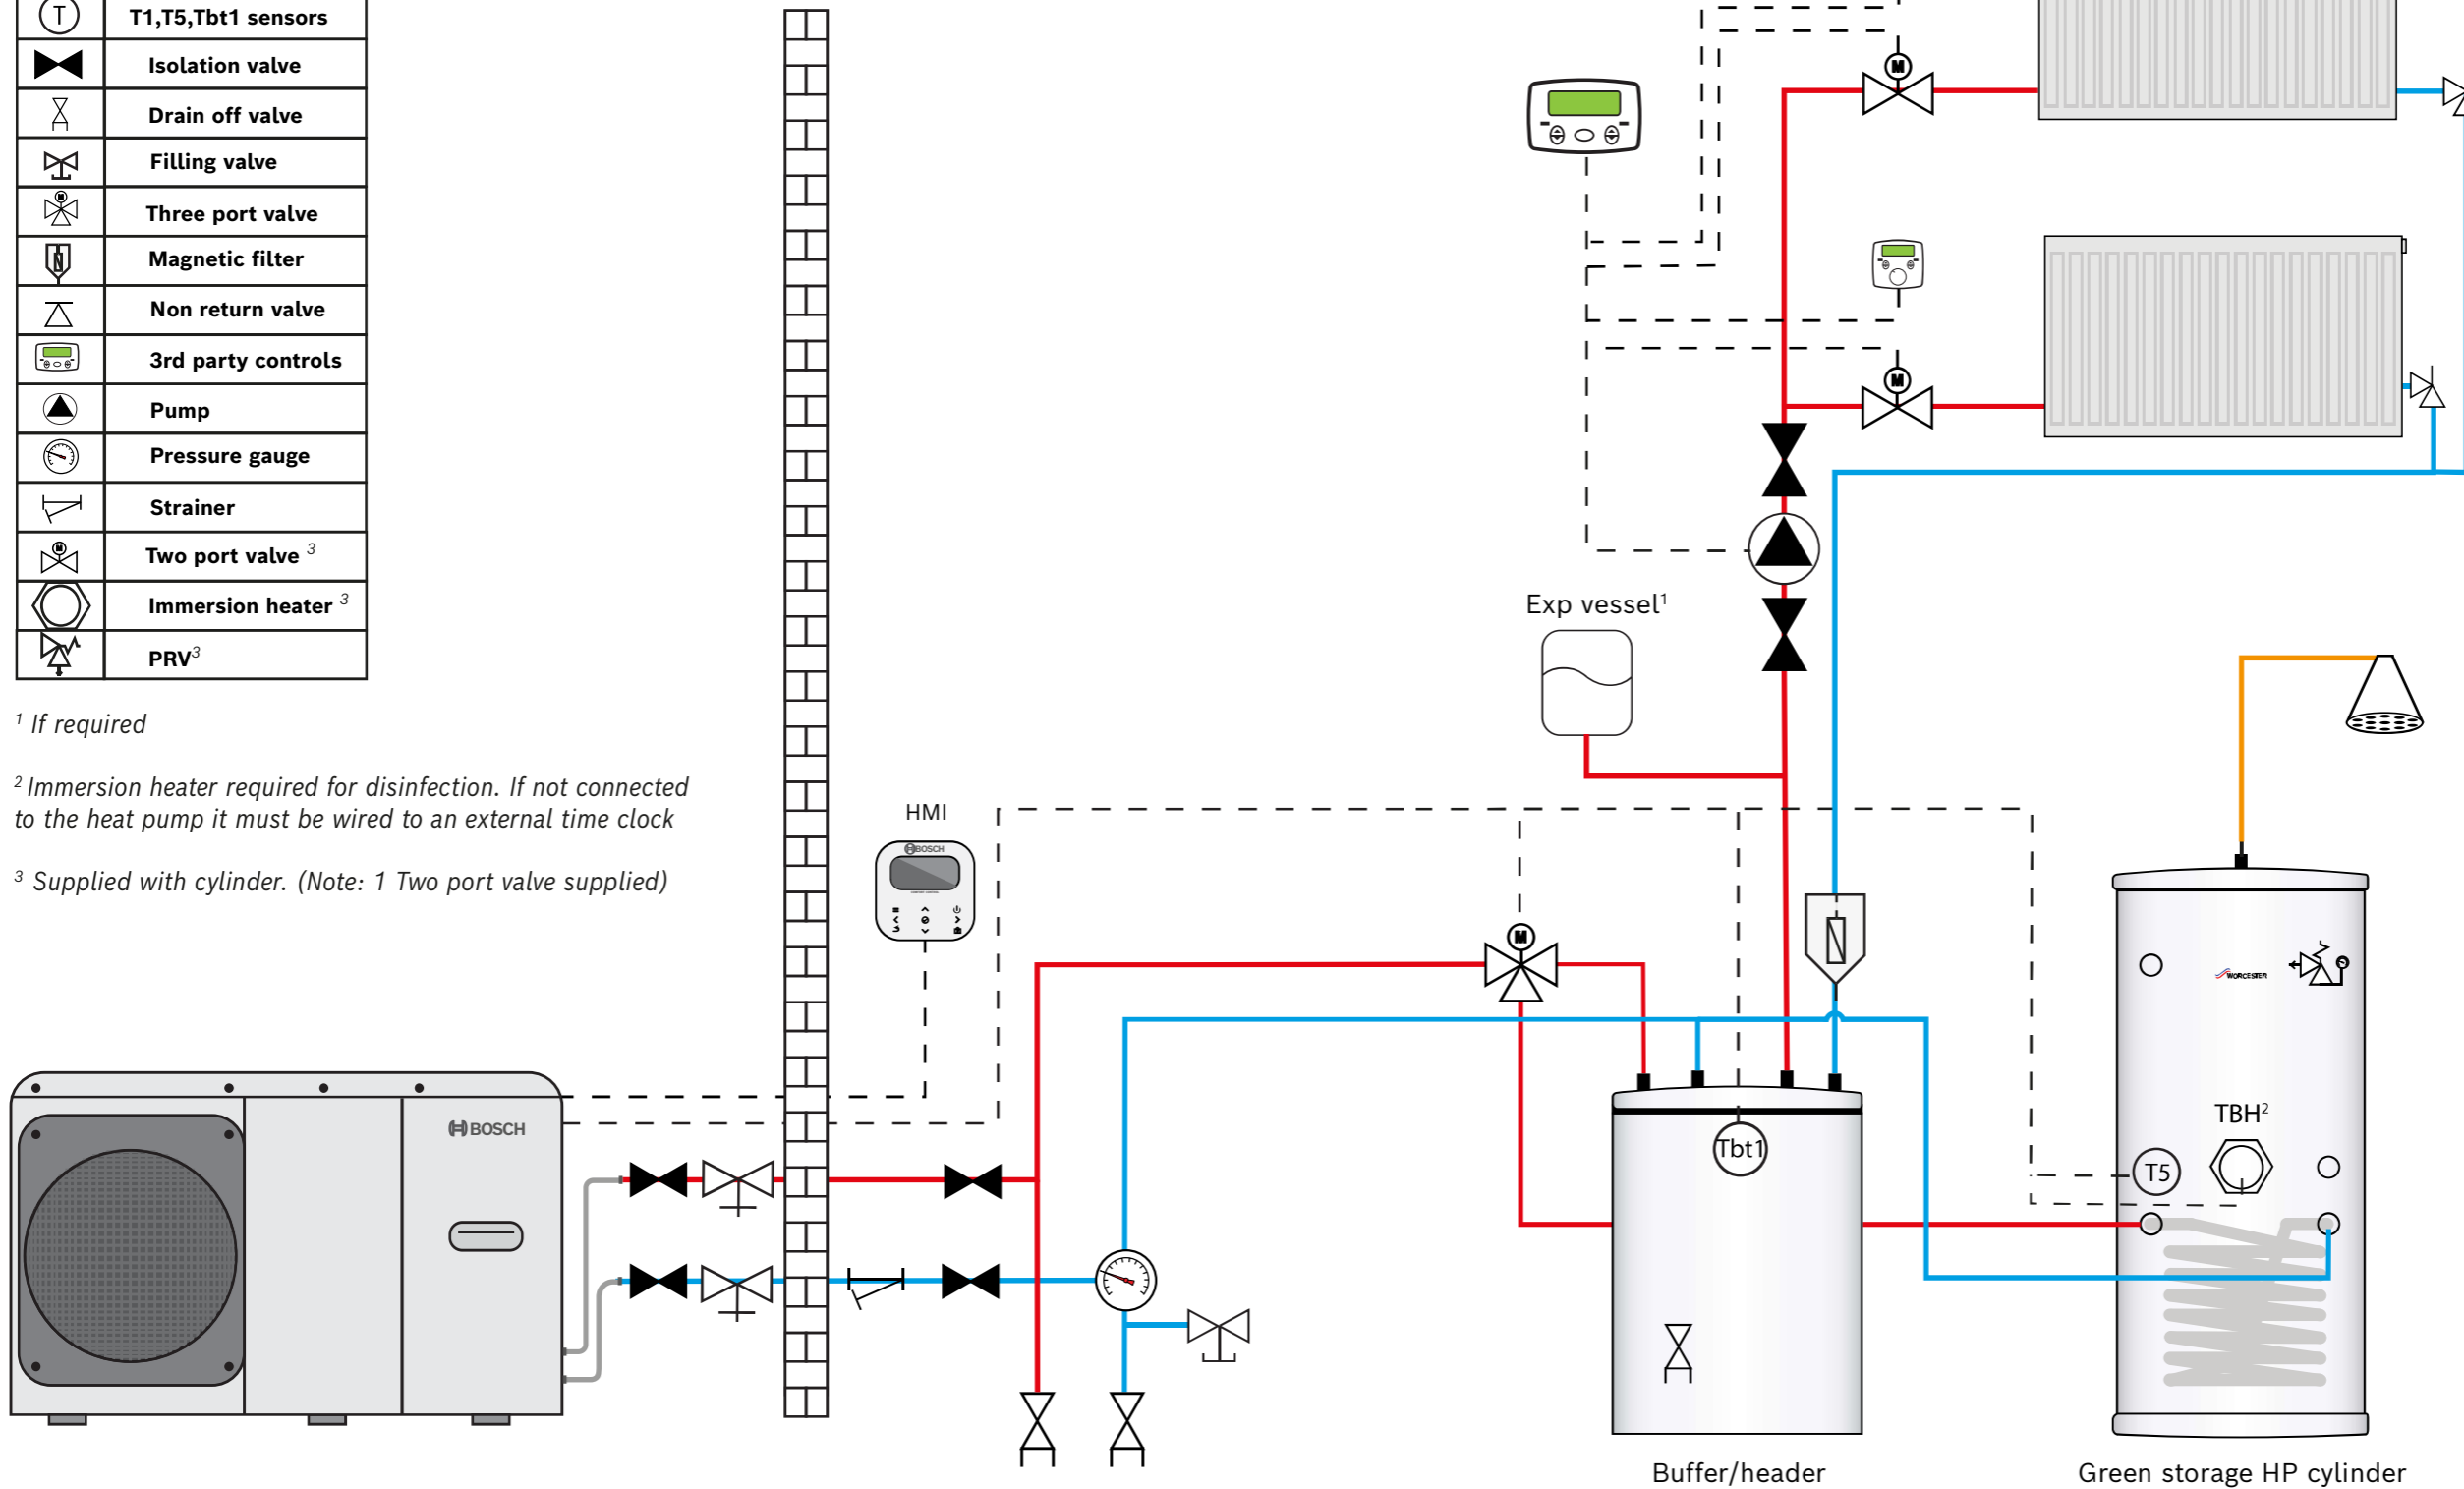 T
T1,T5,Tbt1 sensors
Isolation valve
Drain off valve
Filling valve
M
Three port valve
Magnetic filter
Non return valve
3rd party controls
Pump
Pressure gauge
Strainer
M
Two port valve 3
Immersion heater 3
PRV3
1 If required
2 Immersion heater required for disinfection. If not connected
to the heat pump it must be wired to an external time clock
3 Supplied with cylinder. (Note: 1 Two port valve supplied)
M
M
Exp vessel1
HMI
BOSCH
M
WORCESTER
BOSCH
TBH2
Tbt1
T5
Buffer/header
Green storage HP cylinder